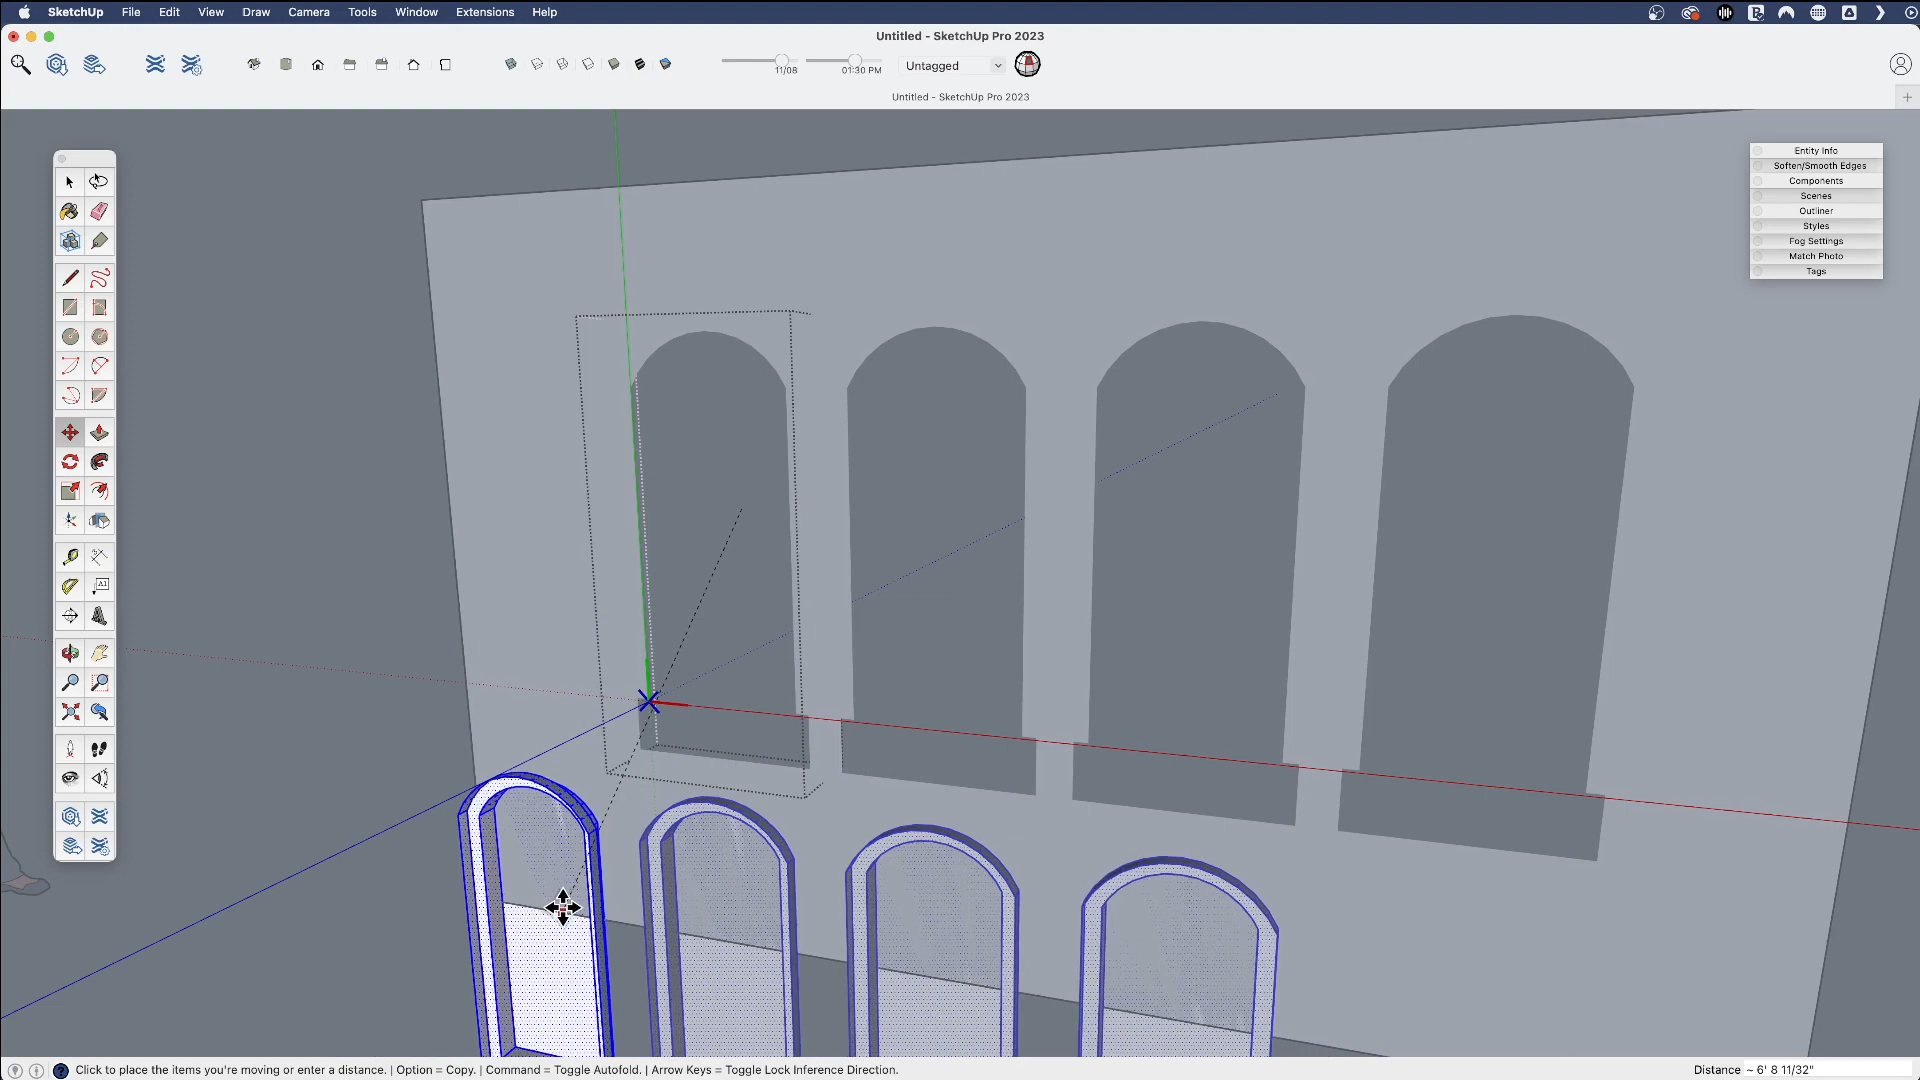 SketchUp File Edit View Draw Camera Tools Window Extensions Help
Untitled - SketchUp Pro 2023
11/08 01:30 PM Untagged
Untitled - SketchUp Pro 2023
Entity Info
Soften/Smooth Edges
Components
Scenes
Outliner
Styles
Fog Settings
Match Photo
Tags
A1
Click to place the items you're moving or enter a distance. | Option = Copy. | Command = Toggle Autofold. | Arrow Keys = Toggle Lock Inference Direction. Distance ~ 6' 8 11/32"